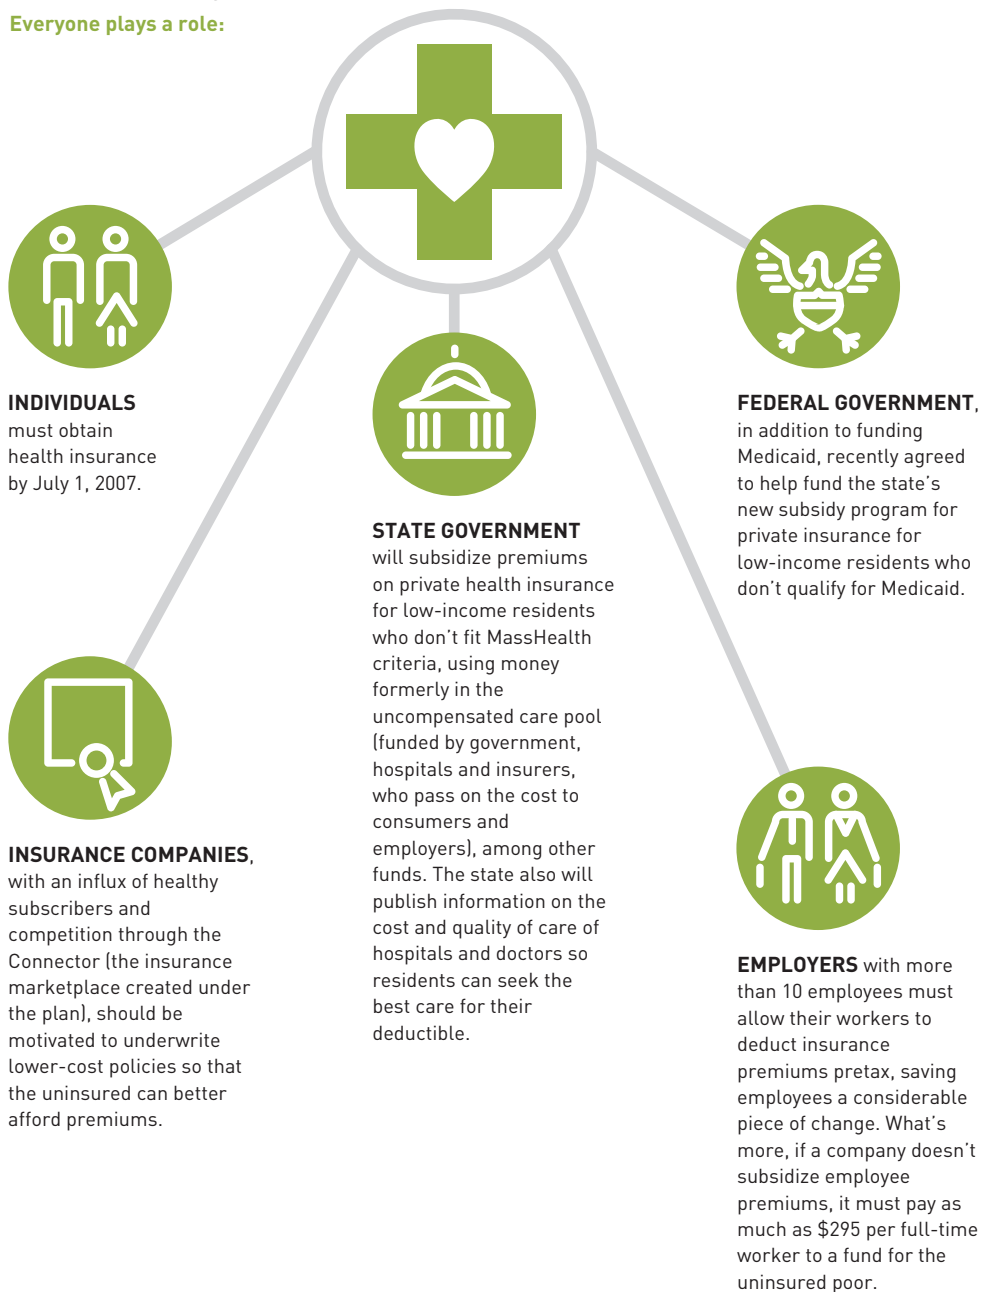 Everyone plays a role:
INDIVIDUALS
must obtain
health insurance
by July 1, 2007.
INSURANCE COMPANIES,
with an influx of healthy
subscribers and
competition through the
Connector (the insurance
marketplace created under
the plan), should be
motivated to underwrite
lower-cost policies so that
the uninsured can better
afford premiums.
STATE GOVERNMENT
will subsidize premiums
on private health insurance
for low-income residents
who don't fit MassHealth
criteria, using money
formerly in the
uncompensated care pool
(funded by government,
hospitals and insurers,
who pass on the cost to
consumers and
employers), among other
funds. The state also will
publish information on the
cost and quality of care of
hospitals and doctors so
residents can seek the
best care for their
deductible.
FEDERAL GOVERNMENT,
in addition to funding
Medicaid, recently agreed
to help fund the state's
new subsidy program for
private insurance for
low-income residents who
don't qualify for Medicaid.
EMPLOYERS with more
than 10 employees must
allow their workers to
deduct insurance
premiums pretax, saving
employees a considerable
piece of change. What's
more, if a company doesn't
subsidize employee
premiums, it must pay as
much as $295 per full-time
worker to a fund for the
uninsured poor.